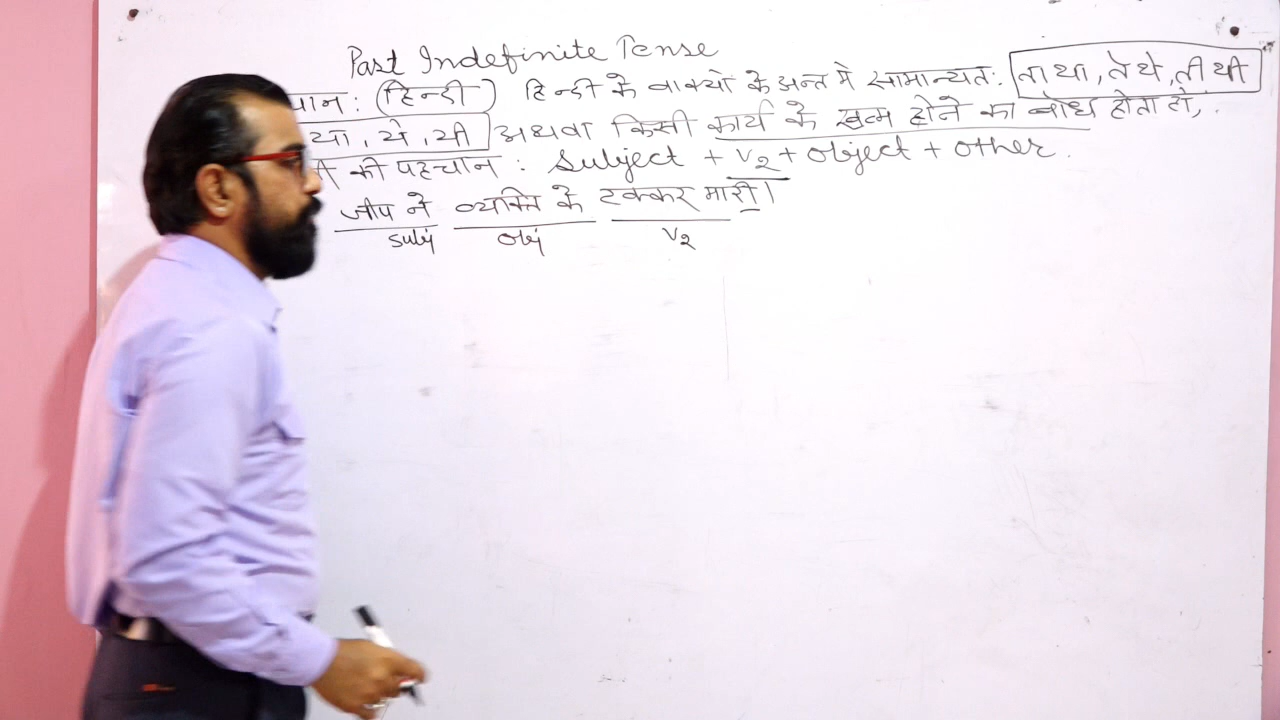 Past Indefinite Tense
चान: (हिन्दी) हिन्दी के वाक्यों के अन्त मे सामान्यत: ता था, ते थे, ती थी
या, ये, यी अथवा किसी कार्य के खत्म होने का बोध होता हो,
की पहचान: Subject + V2 + object + other.
जीप ने व्यक्ति के टक्कर मारी।
subj obj V2